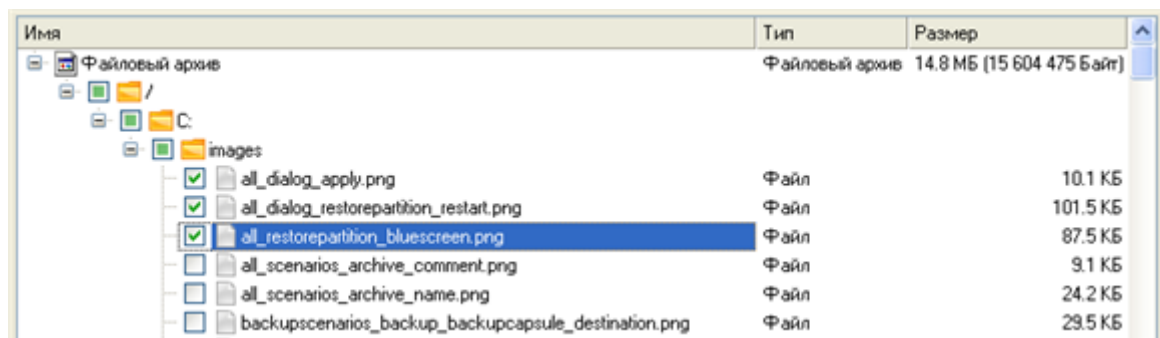 Имя Тип Размер
Файловый архив Файловый архив 14.8 МБ (15 604 475 Байт)
/
C:
images
all_dialog_apply.png Файл 10.1 КБ
all_dialog_restorepartition_restart.png Файл 101.5 КБ
all_restorepartition_bluescreen.png Файл 87.5 КБ
all_scenarios_archive_comment.png Файл 9.1 КБ
all_scenarios_archive_name.png Файл 24.2 КБ
backupscenarios_backup_backupcapsule_destination.png Файл 29.5 КБ